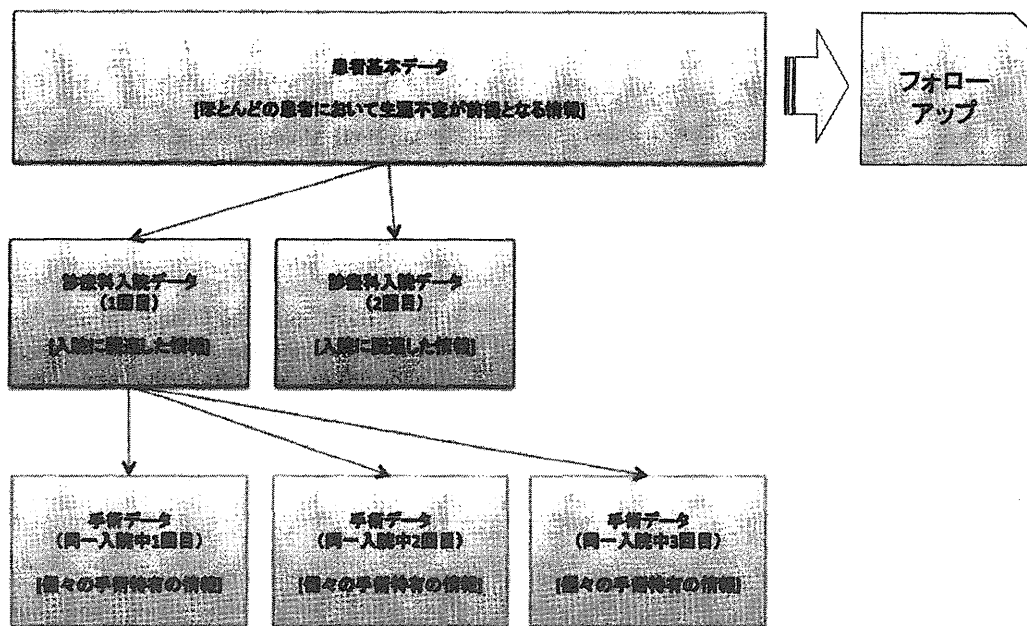 患者基本データ
[ほとんどの患者において生涯不変が前提となる情報]
フォロー
アップ
診療科入院データ
(1回目)
[入院に関連した情報]
診療科入院データ
(2回目)
[入院に関連した情報]
手術データ
(同一入院中1回目)
[個々の手術特有の情報]
手術データ
(同一入院中2回目)
[個々の手術特有の情報]
手術データ
(同一入院中3回目)
[個々の手術特有の情報]